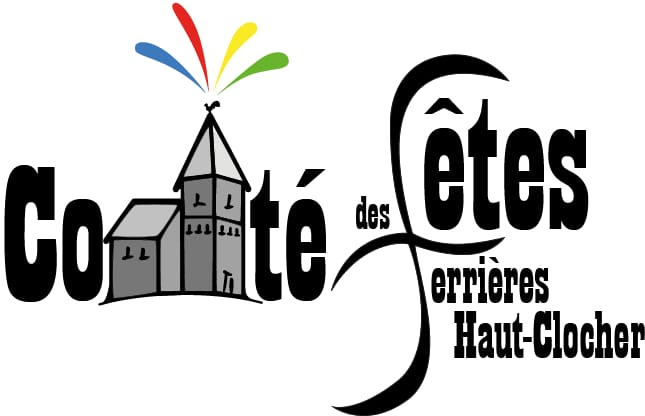 Comité
des Fêtes
Ferrières
Haut-Clocher